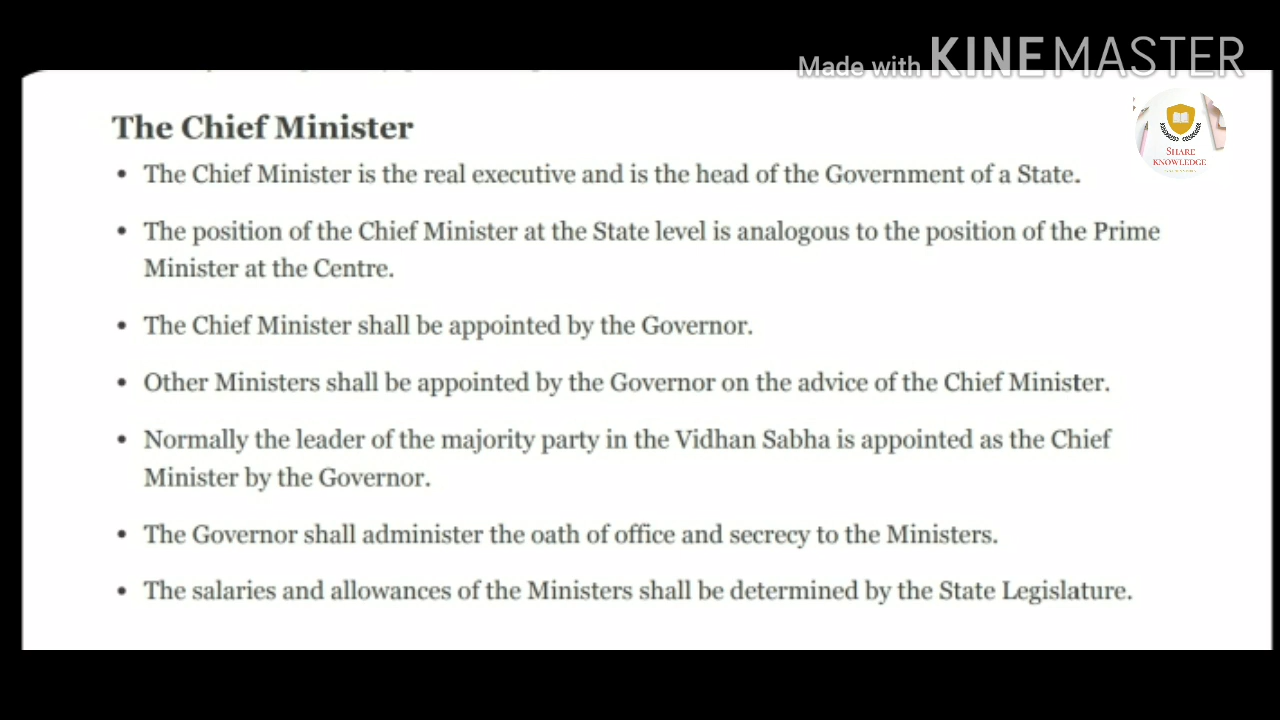 Made with KINEMASTER
The Chief Minister
SHARE
KNOWLEDGE
• The Chief Minister is the real executive and is the head of the Government of a State.
• The position of the Chief Minister at the State level is analogous to the position of the Prime
Minister at the Centre.
• The Chief Minister shall be appointed by the Governor.
• Other Ministers shall be appointed by the Governor on the advice of the Chief Minister.
• Normally the leader of the majority party in the Vidhan Sabha is appointed as the Chief
Minister by the Governor.
• The Governor shall administer the oath of office and secrecy to the Ministers.
• The salaries and allowances of the Ministers shall be determined by the State Legislature.